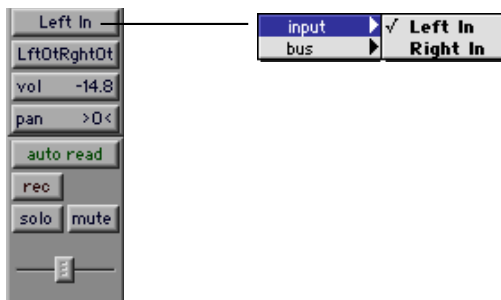 Left In
LftOtRghtOt
vol -14.8
pan >0<
auto read
rec
solo mute
input √ Left In
bus Right In